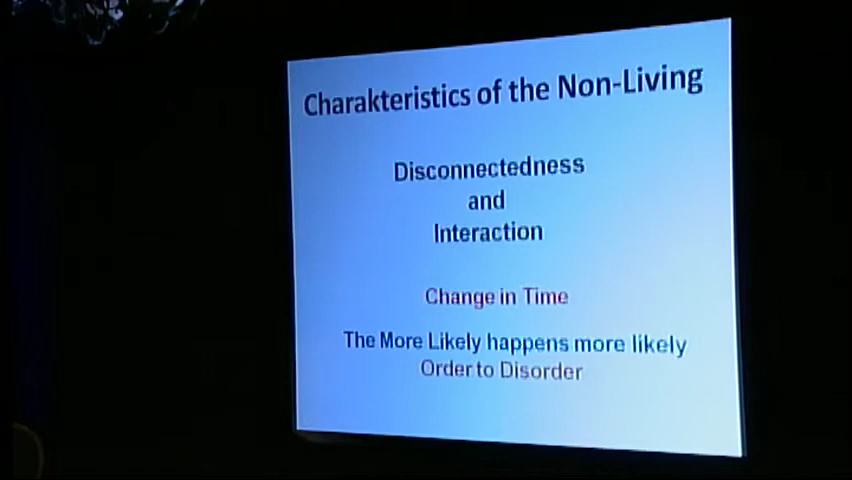 Charakteristics of the Non-Living
Disconnectedness
and
Interaction
Change in Time
The More Likely happens more likely
Order to Disorder